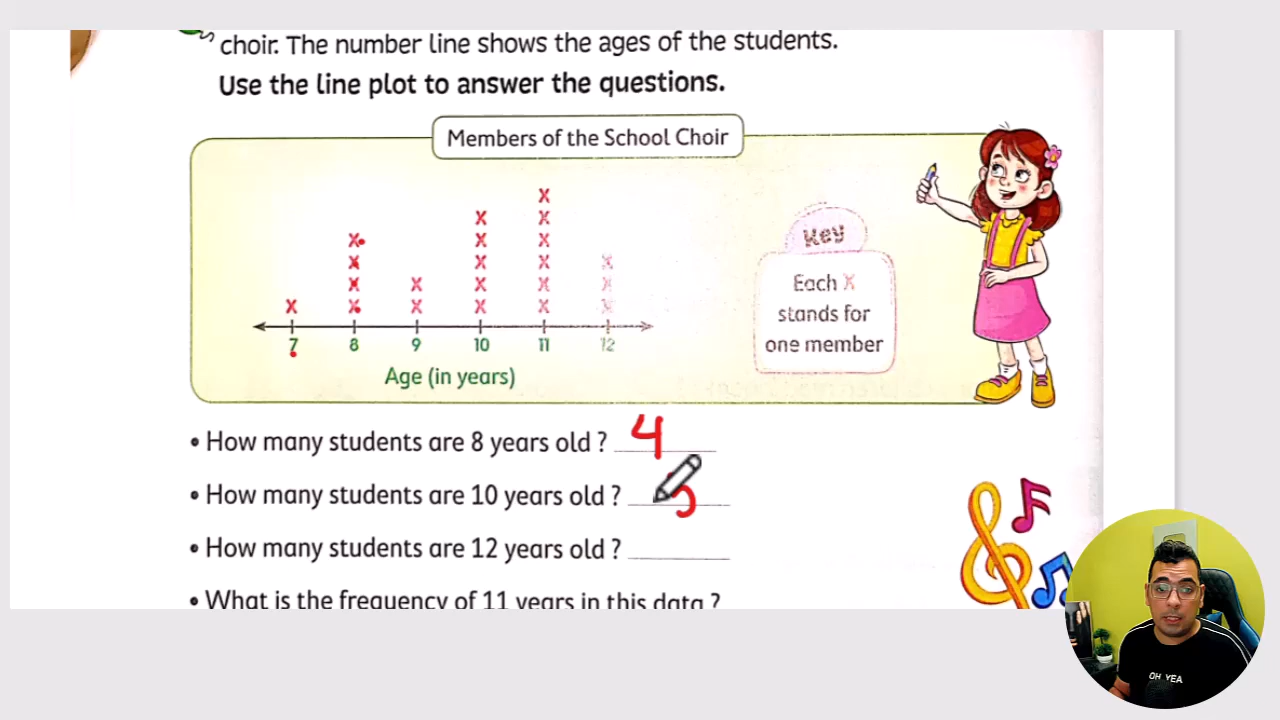 choir. The number line shows the ages of the students.
Use the line plot to answer the questions.
Members of the School Choir
X
X X
X X X
X X X X
X X X X X
X X X X X X
7 8 9 10 11 12
Age (in years)
Key
Each X
stands for
one member
• How many students are 8 years old ? 4
• How many students are 10 years old ? 5
• How many students are 12 years old ?
• What is the frequency of 11 years in this data ?
OH YEA